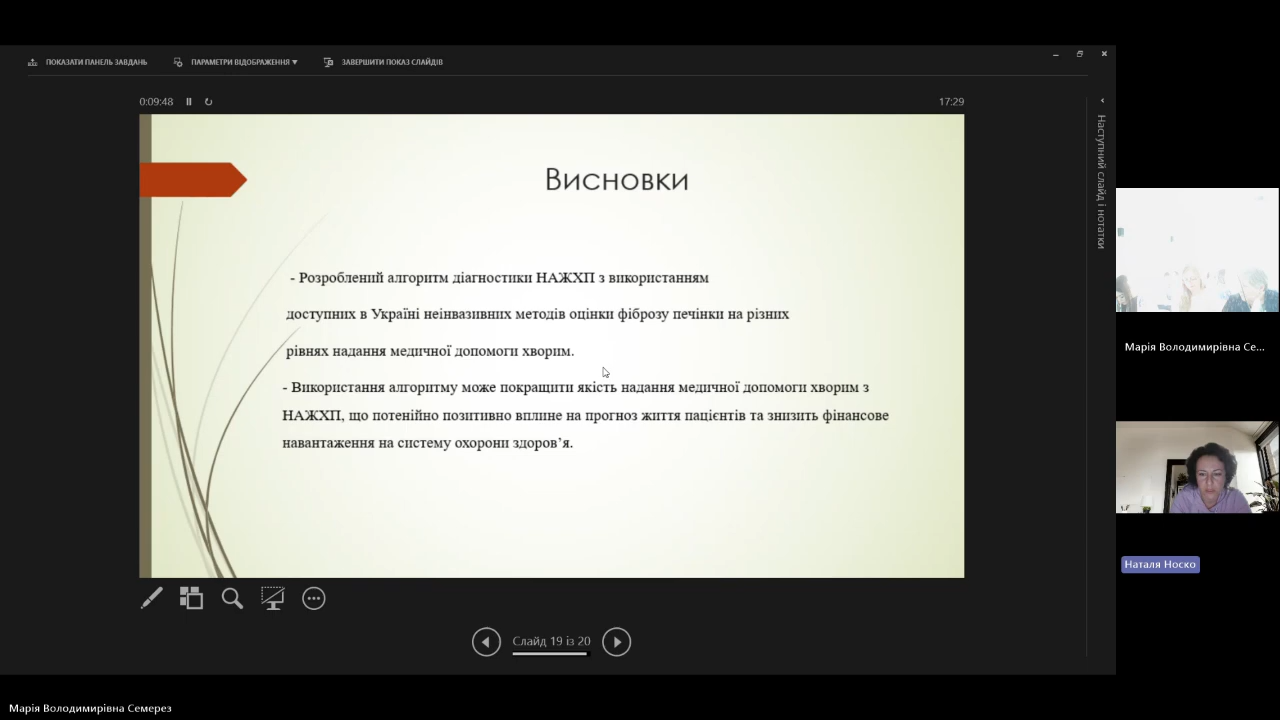 ПОКАЗАТИ ПАНЕЛЬ ЗАВДАНЬ
ПАРАМЕТРИ ВІДОБРАЖЕННЯ ▾
ЗАВЕРШИТИ ПОКАЗ СЛАЙДІВ
0:09:48
17:29
Висновки
- Розроблений алгоритм діагностики НАЖХП з використанням
доступних в Україні неінвазивних методів оцінки фіброзу печінки на різних
рівнях надання медичної допомоги хворим.
- Використання алгоритму може покращити якість надання медичної допомоги хворим з
НАЖХП, що потенійно позитивно вплине на прогноз життя пацієнтів та знизить фінансове
навантаження на систему охорони здоров’я.
Слайд 19 із 20
Наступний слайд і нотатки
Марія Володимирівна Се...
Наталя Носко
Марія Володимирівна Семерез